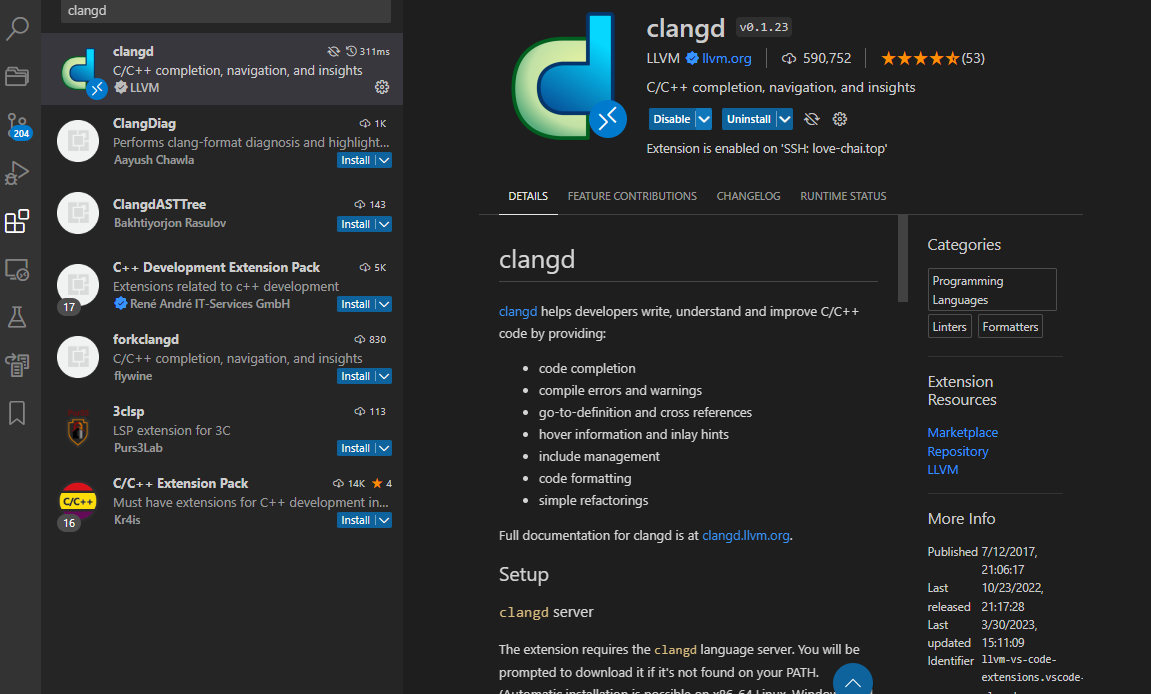 clangd
204
clangd 311ms
C/C++ completion, navigation, and insights
LLVM
ClangDiag 1K
Performs clang-format diagnosis and highlight...
Aayush Chawla Install
ClangdASTTree 143
Bakhtiyorjon Rasulov Install
C++ Development Extension Pack 5K
Extensions related to c++ development
17
René André IT-Services GmbH Install
forkclangd 830
C/C++ completion, navigation, and insights
flywine Install
3clsp 113
LSP extension for 3C
Purs3Lab Install
C/C++
C/C++ Extension Pack 14K 4
Must have extensions for C++ development in...
16
Kr4is Install
clangd v0.1.23
LLVM llvm.org 590,752 (53)
C/C++ completion, navigation, and insights
Disable Uninstall
Extension is enabled on 'SSH: love-chai.top'
DETAILS FEATURE CONTRIBUTIONS CHANGELOG RUNTIME STATUS
clangd
clangd helps developers write, understand and improve C/C++
code by providing:
• code completion
• compile errors and warnings
• go-to-definition and cross references
• hover information and inlay hints
• include management
• code formatting
• simple refactorings
Full documentation for clangd is at clangd.llvm.org.
Setup
clangd server
The extension requires the clangd language server. You will be
prompted to download it if it's not found on your PATH.
(Automatic installation is possible on x86-64 Linux, Window
Categories
Programming
Languages
Linters Formatters
Extension
Resources
Marketplace
Repository
LLVM
More Info
Published 7/12/2017,
21:06:17
Last 10/23/2022,
released 21:17:28
Last 3/30/2023,
updated 15:11:09
Identifier llvm-vs-code-
extensions.vscode-